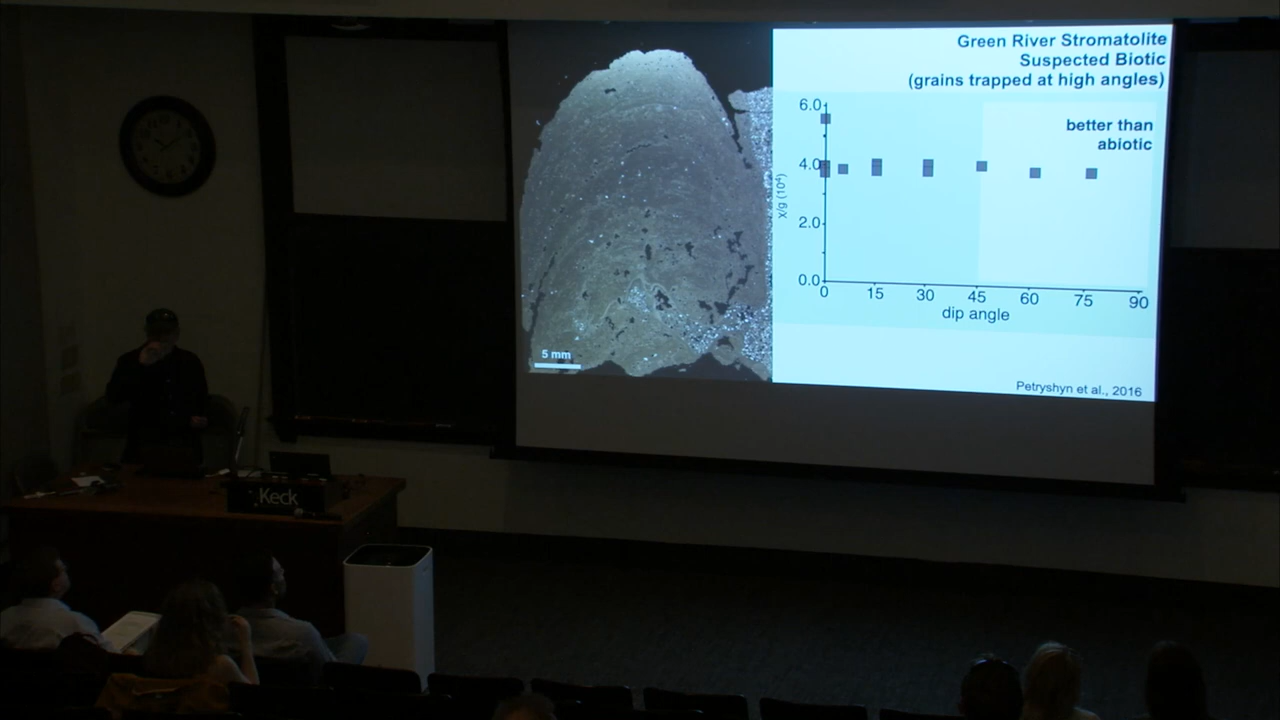 Green River Stromatolite
Suspected Biotic
(grains trapped at high angles)
better than
abiotic
6.0
4.0
2.0
0.0
χ/g (10⁴)
0 15 30 45 60 75 90
dip angle
5 mm
Petryshyn et al., 2016
Keck